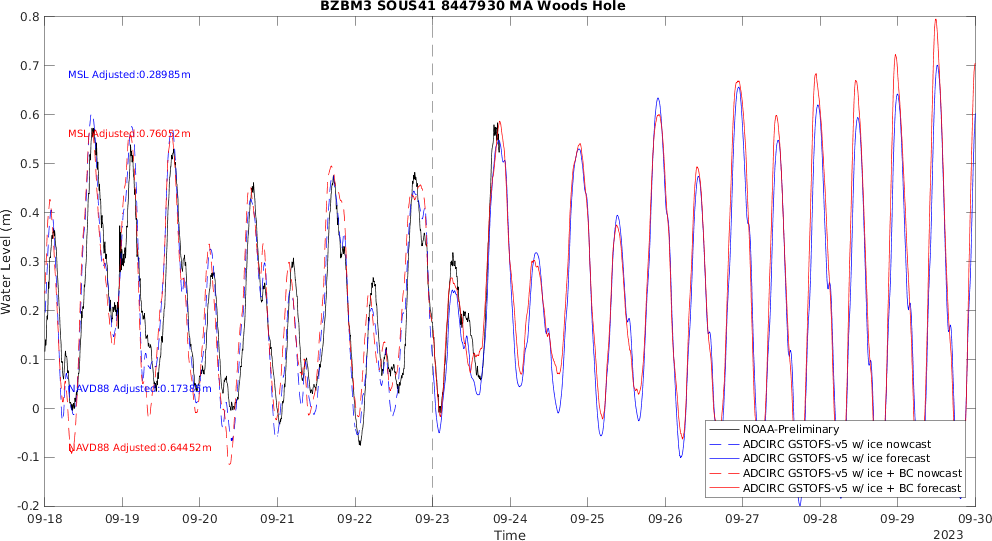 BZBM3 SOUS41 8447930 MA Woods Hole
0.8
0.7
0.6
0.5
0.4
0.3
0.2
0.1
0
-0.1
-0.2
Water Level (m)
MSL Adjusted:0.28985m
MSL Adjusted:0.76052m
NAVD88 Adjusted:0.17386m
NAVD88 Adjusted:0.64452m
NOAA-Preliminary
ADCIRC GSTOFS-v5 w/ ice nowcast
ADCIRC GSTOFS-v5 w/ ice forecast
ADCIRC GSTOFS-v5 w/ ice + BC nowcast
ADCIRC GSTOFS-v5 w/ ice + BC forecast
09-18 09-19 09-20 09-21 09-22 09-23 09-24 09-25 09-26 09-27 09-28 09-29 09-30
Time
2023